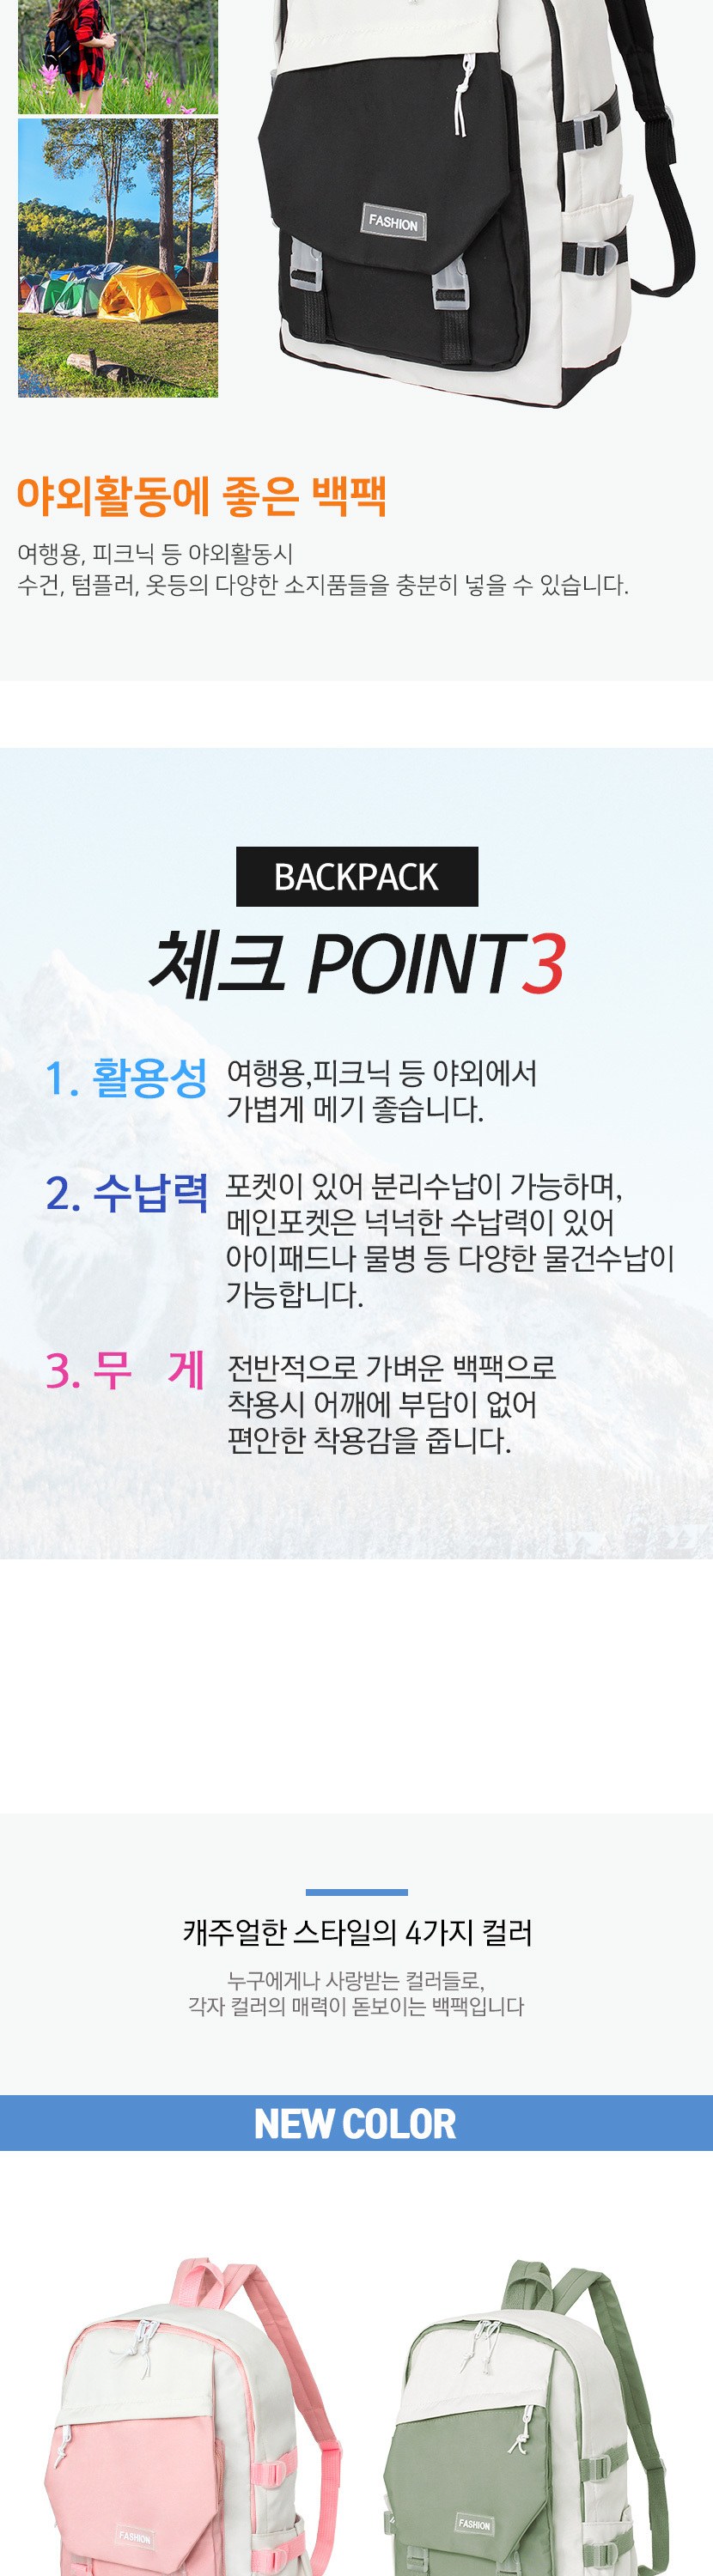 FASHION
야외활동에 좋은 백팩
여행용, 피크닉 등 야외활동시
수건, 텀플러, 옷등의 다양한 소지품들을 충분히 넣을 수 있습니다.
BACKPACK
체크 POINT3
1. 활용성 여행용,피크닉 등 야외에서
가볍게 메기 좋습니다.
2. 수납력 포켓이 있어 분리수납이 가능하며,
메인포켓은 넉넉한 수납력이 있어
아이패드나 물병 등 다양한 물건수납이
가능합니다.
3. 무 게 전반적으로 가벼운 백팩으로
착용시 어깨에 부담이 없어
편안한 착용감을 줍니다.
캐주얼한 스타일의 4가지 컬러
누구에게나 사랑받는 컬러들로,
각자 컬러의 매력이 돋보이는 백팩입니다
NEW COLOR
FASHION
FASHION